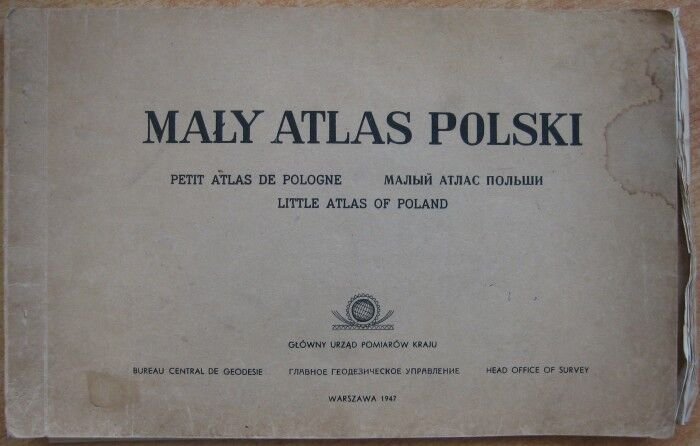 MAŁY ATLAS POLSKI
PETIT ATLAS DE POLOGNE МАЛЫЙ АТЛАС ПОЛЬШИ
LITTLE ATLAS OF POLAND
GŁÓWNY URZĄD POMIARÓW KRAJU
BUREAU CENTRAL DE GEODESIE ГЛАВНОЕ ГЕОДЕЗИЧЕСКОЕ УПРАВЛЕНИЕ HEAD OFFICE OF SURVEY
WARSZAWA 1947